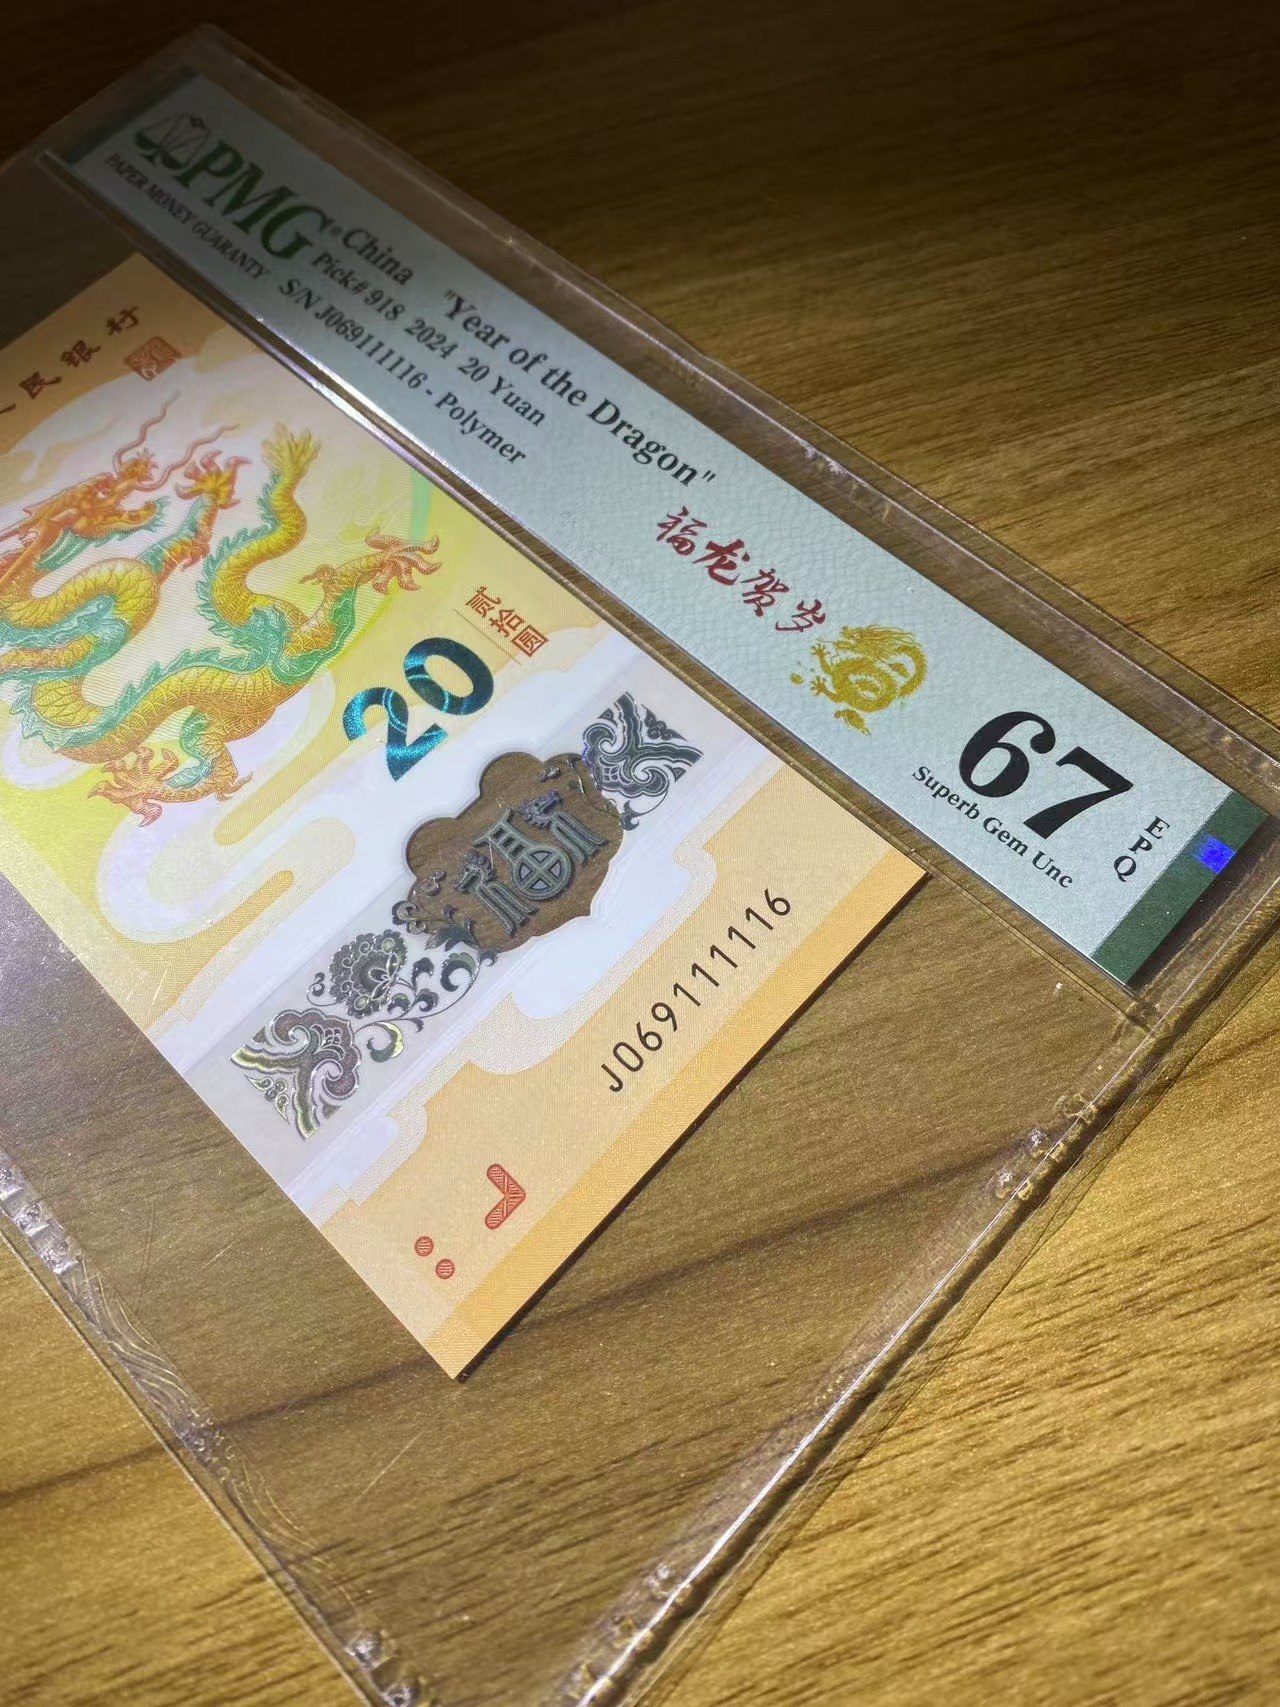 PMG®
PAPER MONEY GUARANTY
China
Pick# 918 2024 20 Yuan
S/N J069111116 - Polymer
"Year of the Dragon"
福龙贺岁
67
EPQ
Superb Gem Unc
民银行
贰拾圆
20
福
J069111116